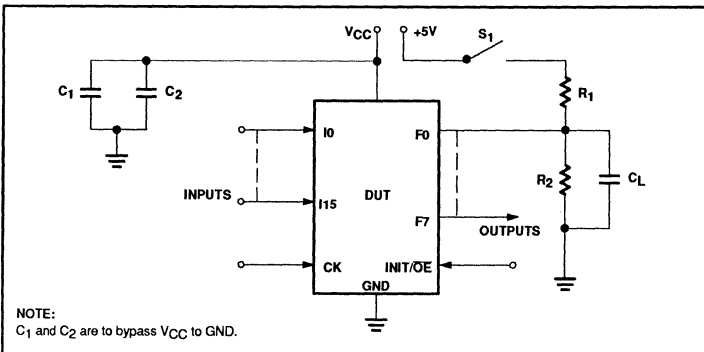 VCC +5V S1
C1 C2 R1
I0 F0
INPUTS DUT R2 CL
I15 F7
OUTPUTS
CK INIT/OE
GND
NOTE:
C1 and C2 are to bypass VCC to GND.